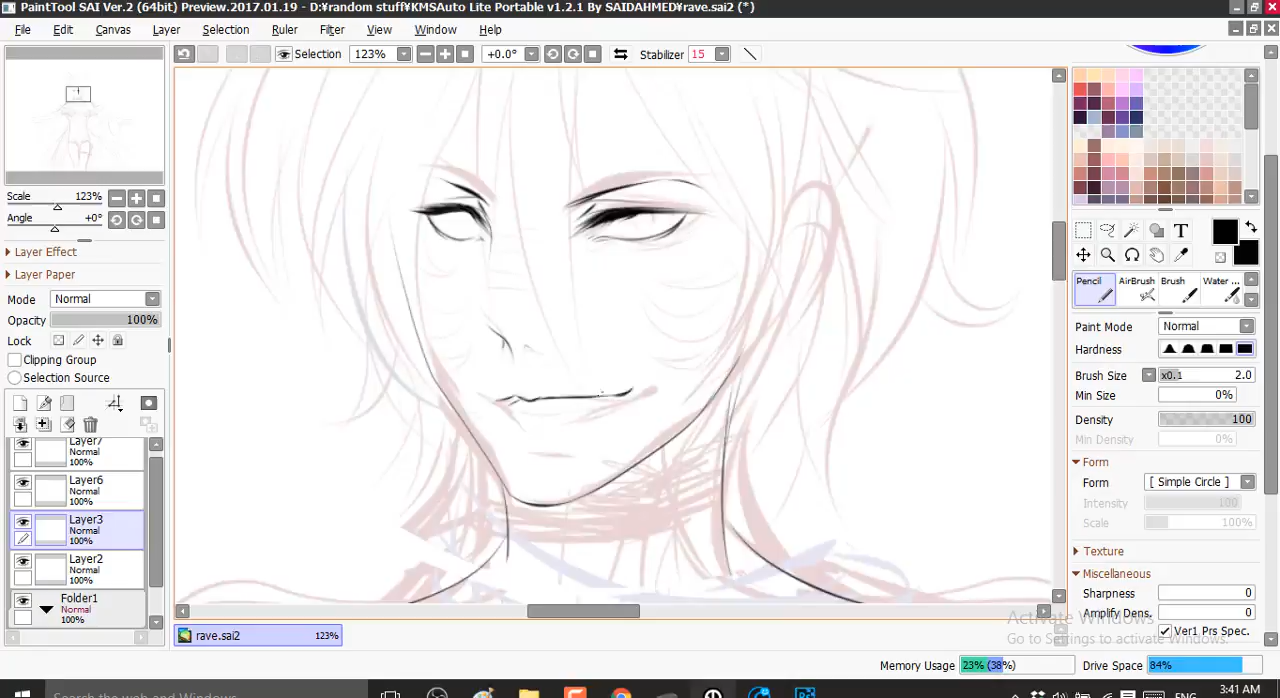 PaintTool SAI Ver.2 (64bit) Preview.2017.01.19 - D:¥random stuff¥KMSAuto Lite Portable v1.2.1 By SAIDAHMED¥rave.sai2 (*)
File Edit Canvas Layer Selection Ruler Filter View Window Help
Selection 123% +0.0° Stabilizer 15
Scale 123%
Angle +0°
Layer Effect
Layer Paper
Mode Normal
Opacity 100%
Lock
Clipping Group
Selection Source
Layer7
Normal
100%
Layer6
Normal
100%
Layer3
Normal
100%
Layer2
Normal
100%
Folder1
Normal
100%
T
Pencil AirBrush Brush Water ...
Paint Mode Normal
Hardness
Brush Size x0.1 2.0
Min Size 0%
Density 100
Min Density 0%
Form
Form [ Simple Circle ]
Intensity 100
Scale 100%
Texture
Miscellaneous
Sharpness 0
Amplify Dens. 0
Ver1 Prs Spec.
Activate Windows
Go to Settings to activate Windows.
rave.sai2 123%
Memory Usage 23% (38%) Drive Space 84%
Search the web and Windows
Ps
ENG
3:41 AM